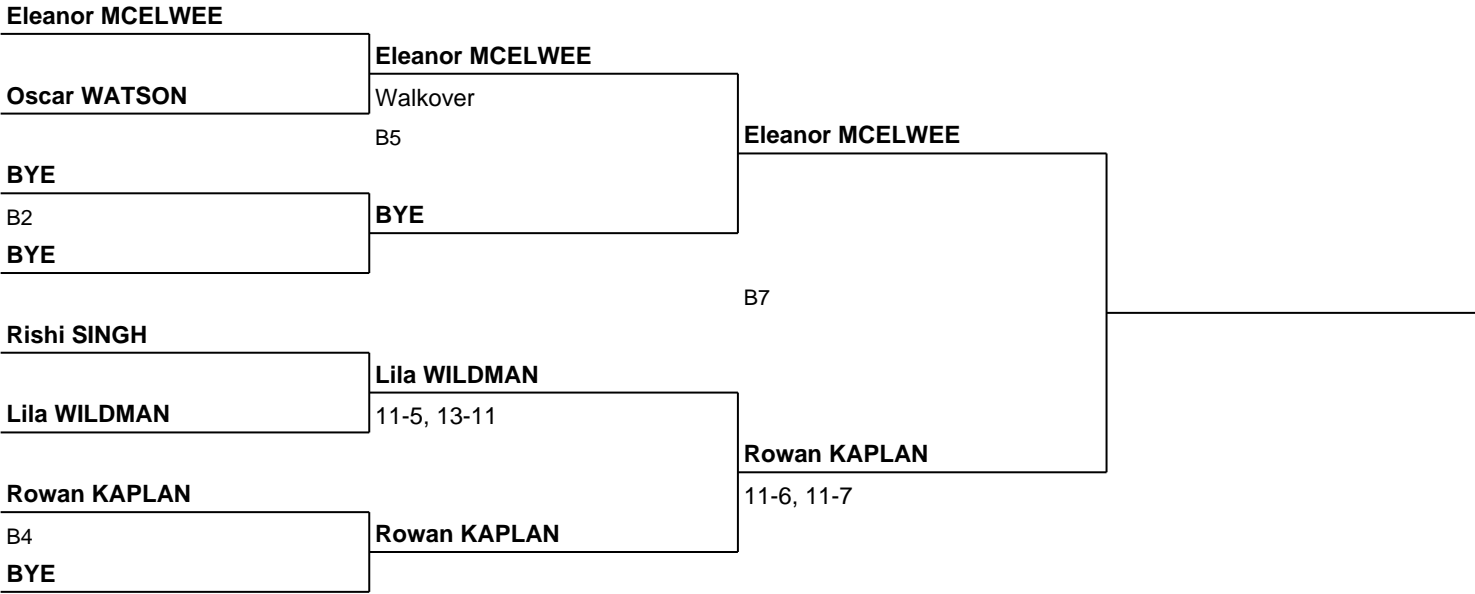 Eleanor MCELWEE
Eleanor MCELWEE
Oscar WATSON
Walkover
B5
Eleanor MCELWEE
BYE
B2
BYE
BYE
B7
Rishi SINGH
Lila WILDMAN
Lila WILDMAN
11-5, 13-11
Rowan KAPLAN
Rowan KAPLAN
11-6, 11-7
B4
Rowan KAPLAN
BYE